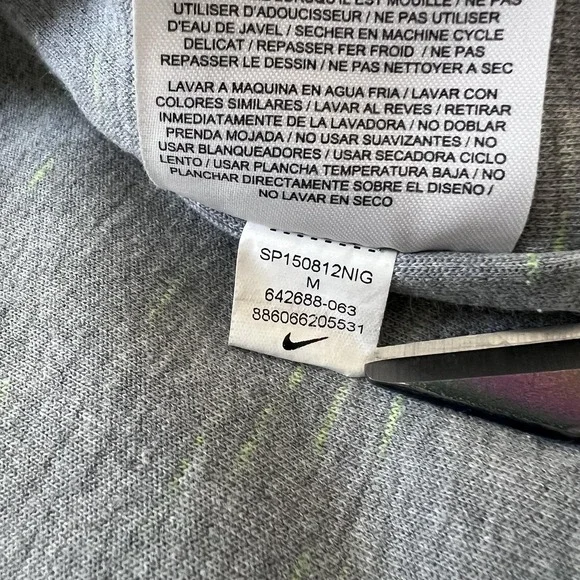 UTILISER D'ADOUCISSEUR / NE PAS UTILISER
D'EAU DE JAVEL / SECHER EN MACHINE CYCLE
DELICAT / REPASSER FER FROID / NE PAS
REPASSER LE DESSIN / NE PAS NETTOYER A SEC
LAVAR A MAQUINA EN AGUA FRIA / LAVAR CON
COLORES SIMILARES / LAVAR AL REVES / RETIRAR
INMEDIATAMENTE DE LA LAVADORA / NO DOBLAR
PRENDA MOJADA / NO USAR SUAVIZANTES / NO
USAR BLANQUEADORES / USAR SECADORA CICLO
LENTO / USAR PLANCHA TEMPERATURA BAJA / NO
PLANCHAR DIRECTAMENTE SOBRE EL DISEÑO /
NO LAVAR EN SECO
SP150812NIG
M
642688-063
886066205531